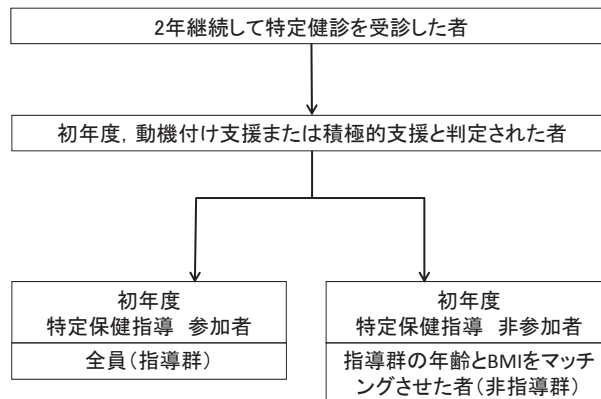 2年継続して特定健診を受診した者
初年度，動機付け支援または積極的支援と判定された者
初年度
特定保健指導 参加者
全員（指導群）
初年度
特定保健指導 非参加者
指導群の年齢とBMIをマッチ
ングさせた者（非指導群）